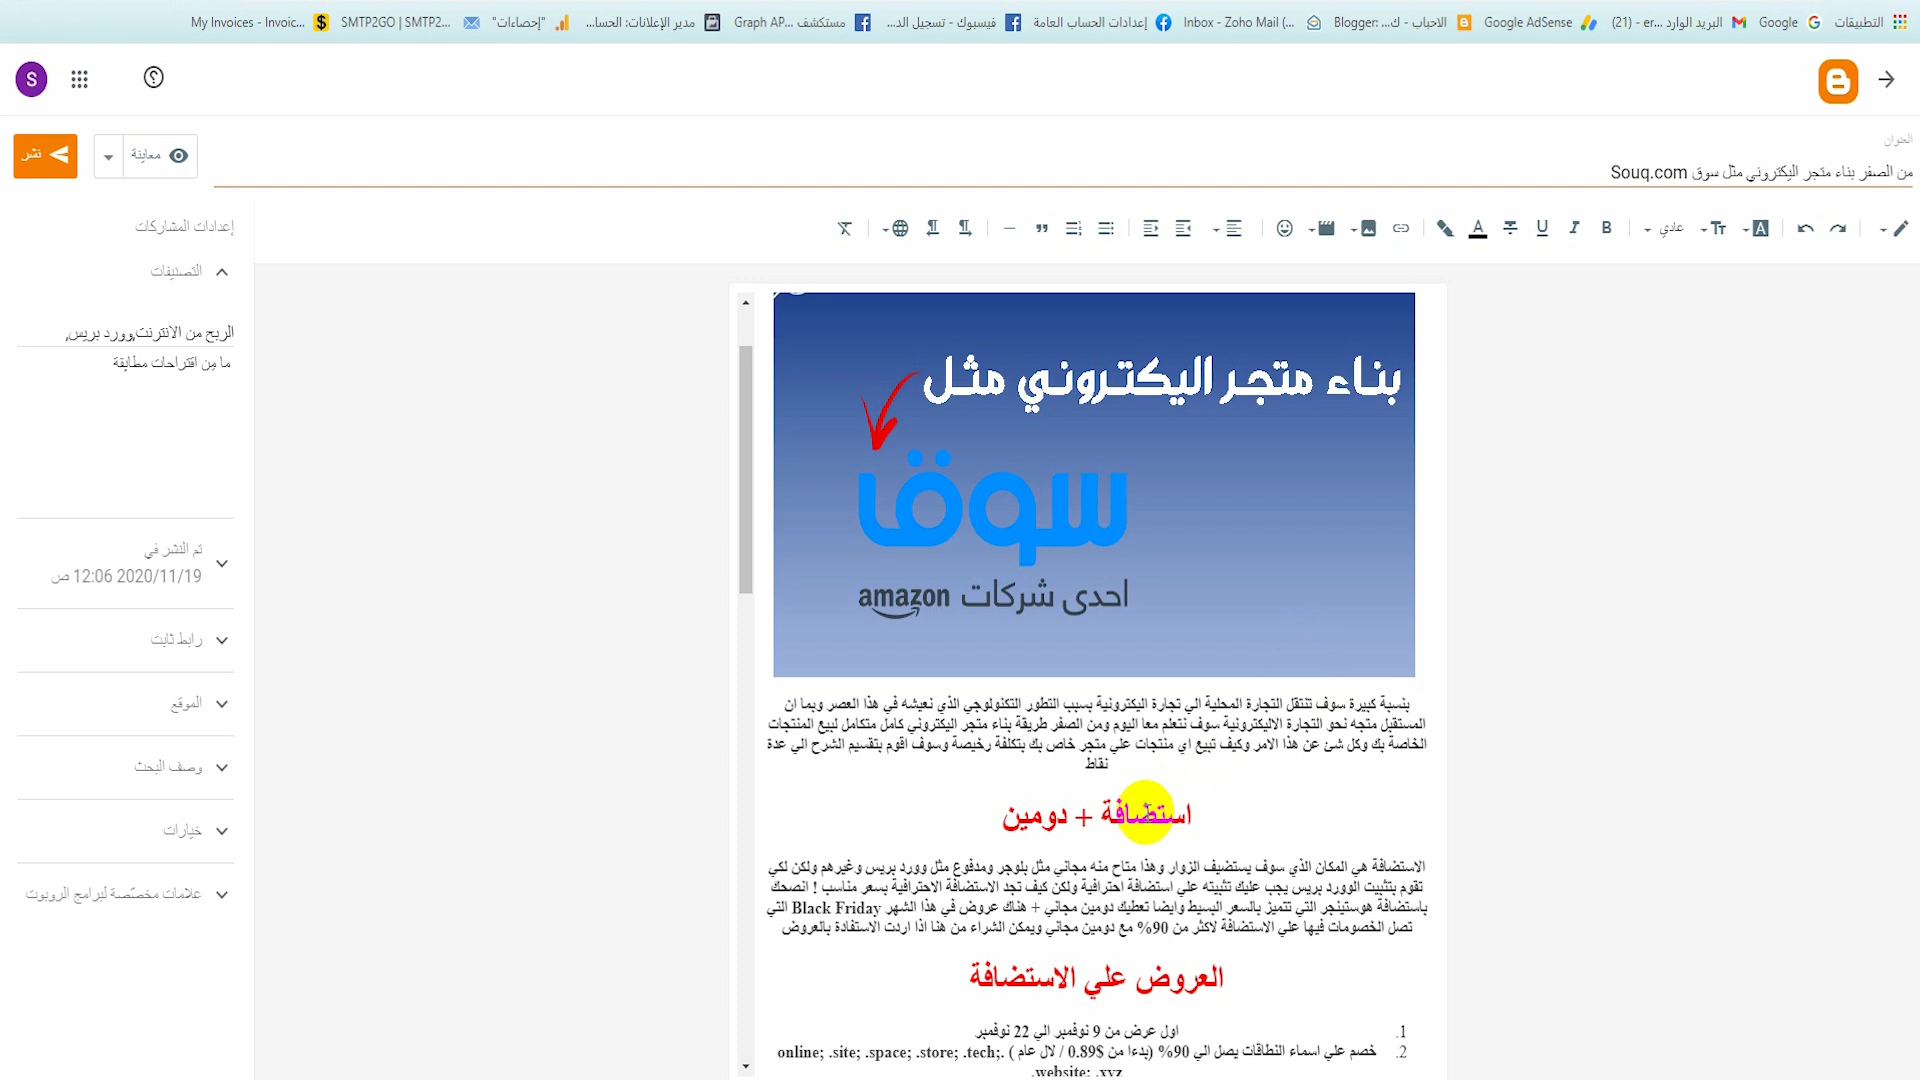 التطبيقات
Google
البريد الوارد (21) - er...
Google AdSense
الاحباب - ك... :Blogger
Inbox - Zoho Mail (...
إعدادات الحساب العامة
فيسبوك - تسجيل الد...
مستكشف ...Graph AP
مدير الإعلانات: الحسا...
"إحصاءات"
SMTP2GO | SMTP2...
My Invoices - Invoic...
S
العنوان
من الصفر بناء متجر اليكتروني مثل سوق Souq.com
معاينة
نشر
عادي
إعدادات المشاركات
التصنيفات
الربح من الانترنت,وورد بريس,
ما مِن اقتراحات مطابقة
تم النشر في
2020/11/19 12:06 ص
رابط ثابت
الموقع
وصف البحث
خيارات
علامات مخصّصة لبرامج الروبوت
بناء متجر اليكتروني مثل
سوق
احدى شركات amazon
بنسبة كبيرة سوف تنتقل التجارة المحلية الي تجارة اليكترونية بسبب التطور التكنولوجي الذي نعيشه في هذا العصر وبما ان
المستقبل متجه نحو التجارة الاليكترونية سوف نتعلم معا اليوم ومن الصفر طريقة بناء متجر اليكتروني كامل متكامل لبيع المنتجات
الخاصة بك وكل شئ عن هذا الامر وكيف تبيع اي منتجات علي متجر خاص بك بتكلفة رخيصة وسوف اقوم بتقسيم الشرح الي عدة
نقاط
استضافة + دومين
الاستضافة هي المكان الذي سوف يستضيف الزوار وهذا متاح منه مجاني مثل بلوجر ومدفوع مثل وورد بريس وغيرهم ولكن لكي
تقوم بتثبيت الوورد بريس يجب عليك تثبيته علي استضافة احترافية ولكن كيف تجد الاستضافة الاحترافية بسعر مناسب ! انصحك
باستضافة هوستينجر التي تتميز بالسعر البسيط وايضا تعطيك دومين مجاني + هناك عروض في هذا الشهر Black Friday التي
تصل الخصومات فيها علي الاستضافة لاكثر من 90% مع دومين مجاني ويمكن الشراء من هنا اذا اردت الاستفادة بالعروض
العروض علي الاستضافة
1. اول عرض من 9 نوفمبر الي 22 نوفمبر
2. خصم علي اسماء النطاقات يصل الي 90% (بدءا من 0.89$ / لال عام ) .online; .site; .space; .store; .tech;
.website; .xyz